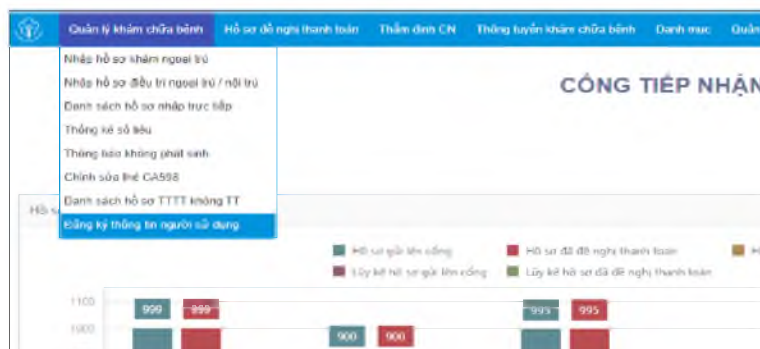 Quản lý khám chữa bệnh Hồ sơ đề nghị thanh toán Thẩm định CN Thông tuyến khám chữa bệnh Danh mục Quản
Nhập hồ sơ khám ngoại trú
Nhập hồ sơ điều trị ngoại trú / nội trú
Danh sách hồ sơ nhập trực tiếp
Thống kê số liệu
Thông báo không phát sinh
Chỉnh sửa thẻ CA598
Danh sách hồ sơ TTTT không TT
Đăng ký thông tin người sử dụng
CỔNG TIẾP NHẬN
Hồ s
Hồ sơ gửi lên cổng Hồ sơ đã đề nghị thanh toán H
Lũy kế hồ sơ gửi lên cổng Lũy kế hồ sơ đã đề nghị thanh toán
1100
999 999 995 995
1000
900 900